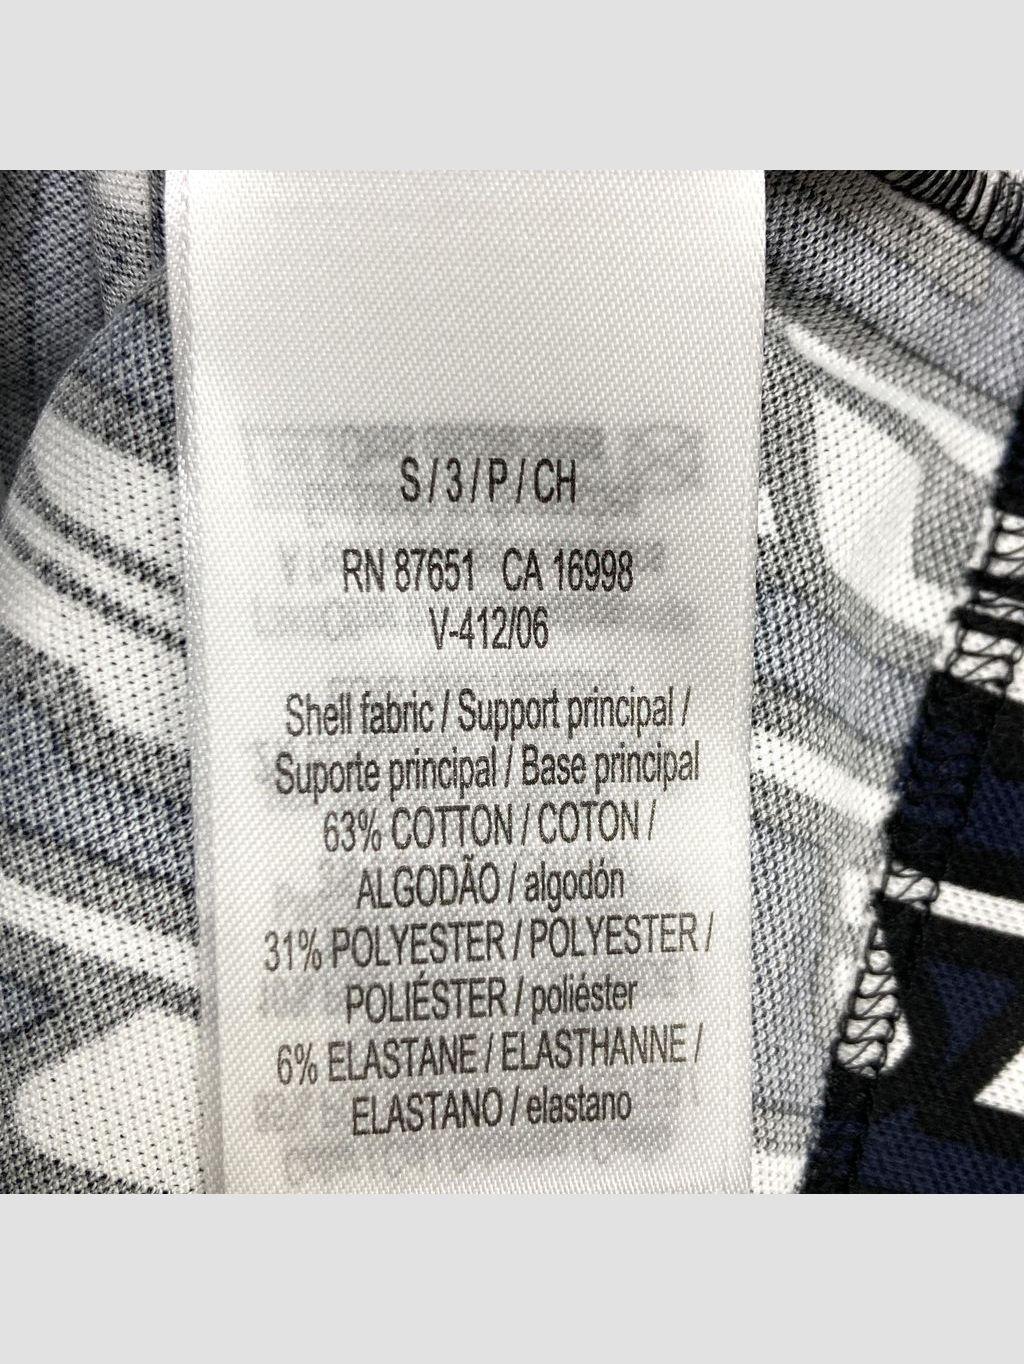 S / 3 / P / CH
RN 87651 CA 16998
V-412/06
Shell fabric / Support principal /
Suporte principal / Base principal
63% COTTON / COTON /
ALGODÃO / algodón
31% POLYESTER / POLYESTER /
POLIÉSTER / poliéster
6% ELASTANE / ELASTHANNE /
ELASTANO / elastano